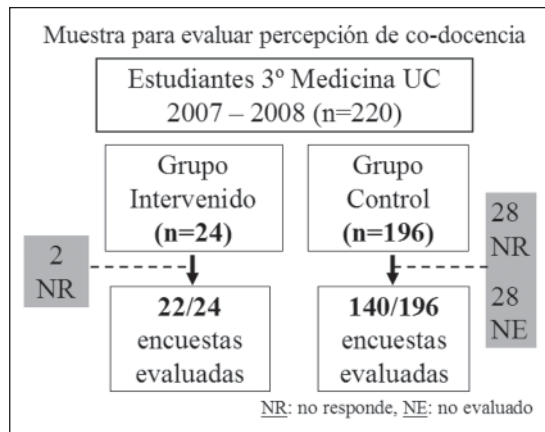 Muestra para evaluar percepción de co-docencia
Estudiantes 3º Medicina UC
2007 – 2008 (n=220)
Grupo
Intervenido
(n=24)
Grupo
Control
(n=196)
2
NR
28
NR
28
NE
22/24
encuestas
evaluadas
140/196
encuestas
evaluadas
NR: no responde, NE: no evaluado